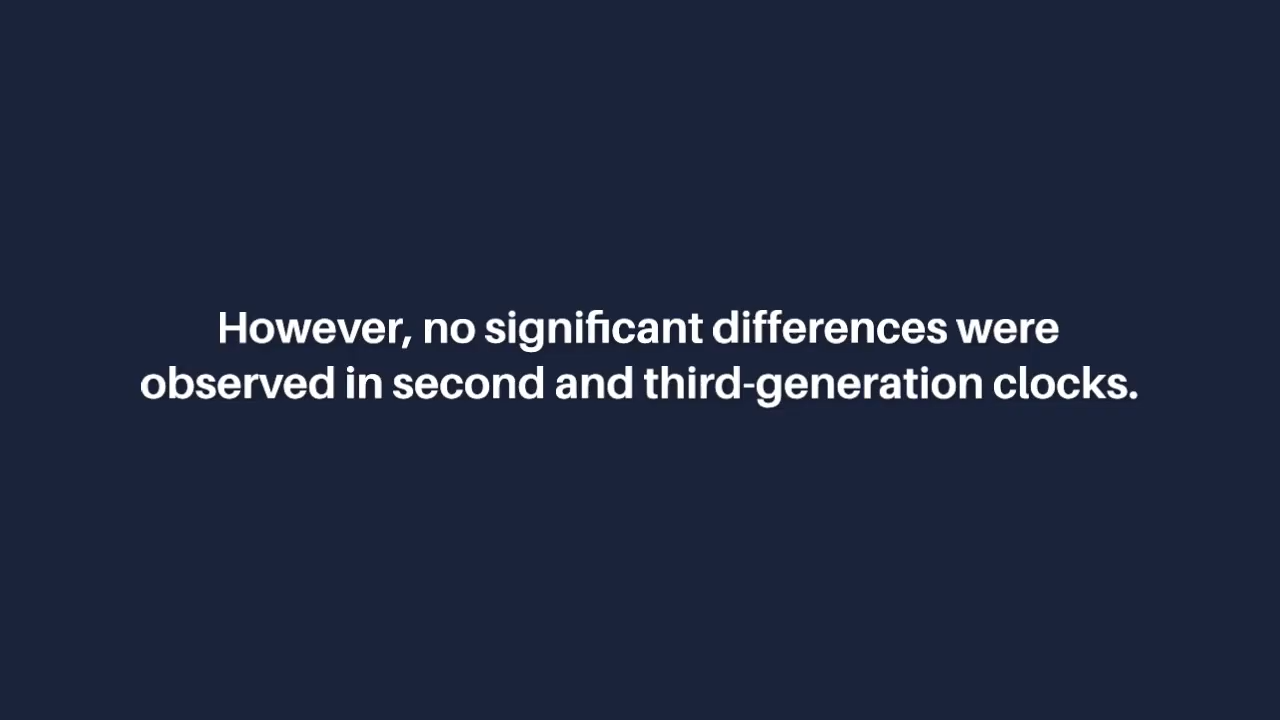 However, no significant differences were
observed in second and third-generation clocks.